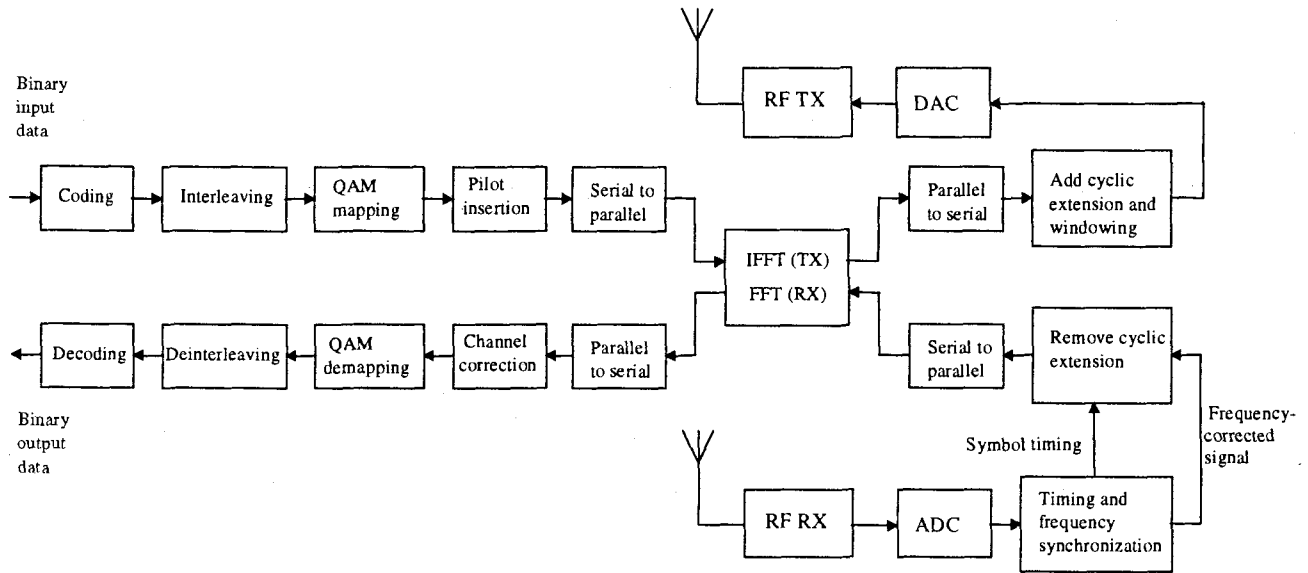 Binary
input
data
RF TX
DAC
Coding
Interleaving
QAM
mapping
Pilot
insertion
Serial to
parallel
Parallel
to serial
Add cyclic
extension and
windowing
IFFT (TX)
FFT (RX)
Decoding
Deinterleaving
QAM
demapping
Channel
correction
Parallel
to serial
Serial to
parallel
Remove cyclic
extension
Binary
output
data
Symbol timing
Frequency-
corrected
signal
RF RX
ADC
Timing and
frequency
synchronization